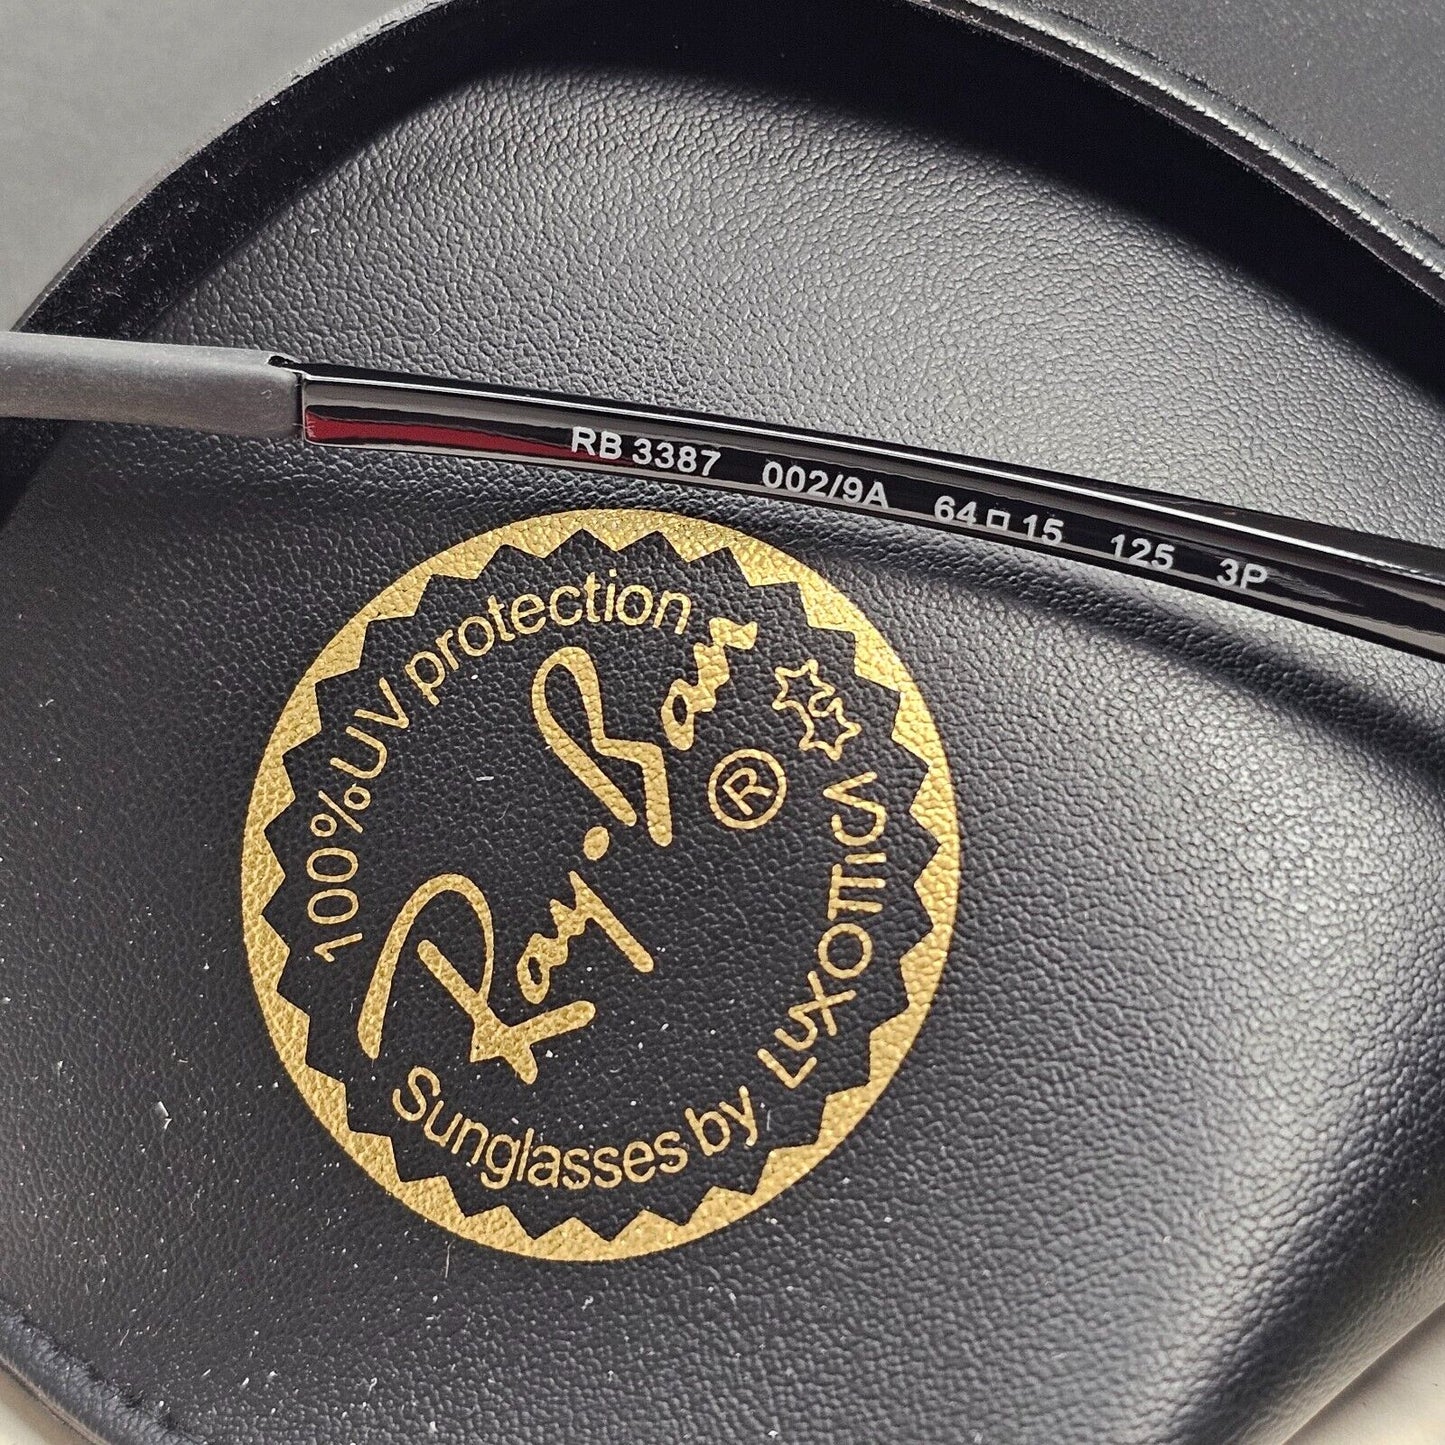 RB 3387 002/9A 64□15 125 3P
100% UV protection
Ray-Ban ®
Sunglasses by LUXOTTICA